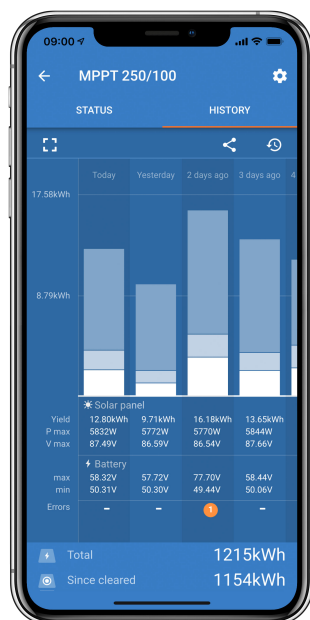 09:00
MPPT 250/100
STATUS HISTORY
Today Yesterday 2 days ago 3 days ago 4
17.58kWh
8.79kWh
Solar panel
Yield 12.80kWh 9.71kWh 16.18kWh 13.65kWh
P max 5832W 5772W 5770W 5844W
V max 87.49V 86.59V 86.54V 87.66V
Battery
max 58.32V 57.72V 77.70V 58.44V
min 50.31V 50.30V 49.44V 50.06V
Errors – – 1 –
Total 1215kWh
Since cleared 1154kWh